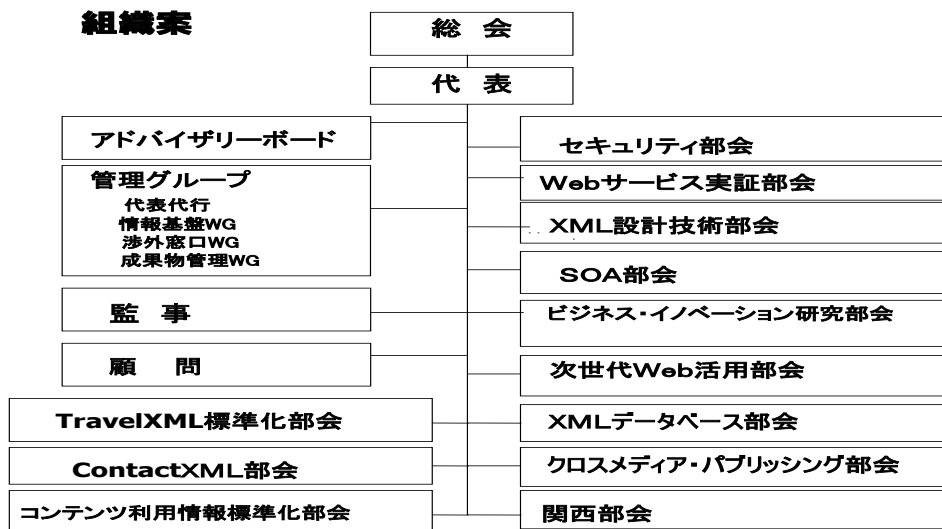 組織案
総 会
代 表
アドバイザリーボード
管理グループ
代表代行
情報基盤WG
渉外窓口WG
成果物管理WG
監 事
顧 問
TravelXML標準化部会
ContactXML部会
コンテンツ利用情報標準化部会
セキュリティ部会
Webサービス実証部会
XML設計技術部会
SOA部会
ビジネス・イノベーション研究部会
次世代Web活用部会
XMLデータベース部会
クロスメディア・パブリッシング部会
関西部会